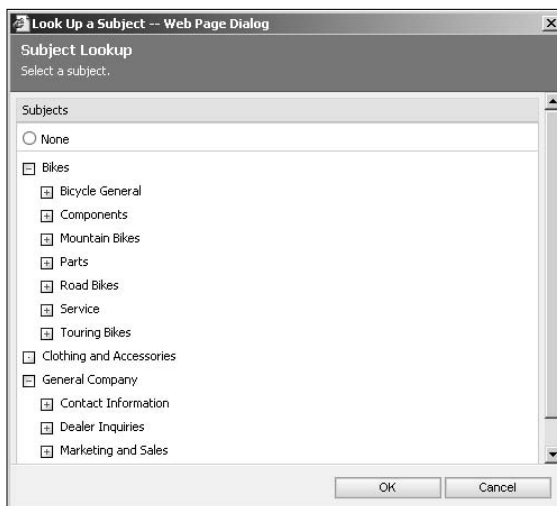 Look Up a Subject -- Web Page Dialog
Subject Lookup
Select a subject.
Subjects
None
Bikes
Bicycle General
Components
Mountain Bikes
Parts
Road Bikes
Service
Touring Bikes
Clothing and Accessories
General Company
Contact Information
Dealer Inquiries
Marketing and Sales
OK Cancel